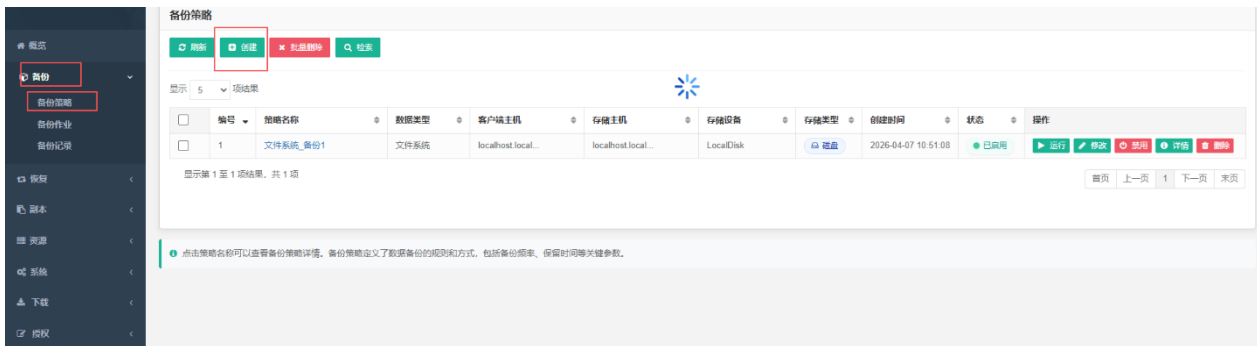 备份策略
概览
刷新 创建 批量删除 检索
备份
显示 5 项结果
备份策略
编号 策略名称 数据类型 客户端主机 存储主机 存储设备 存储类型 创建时间 状态 操作
备份作业
1 文件系统_备份1 文件系统 localhost.local... localhost.local... LocalDisk 磁盘 2026-04-07 10:51:08 已启用 运行 修改 禁用 详情 删除
备份记录
显示第 1 至 1 项结果，共 1 项
恢复
首页 上一页 1 下一页 末页
副本
资源
点击策略名称可以查看备份策略详情。备份策略定义了数据备份的规则和方式，包括备份频率、保留时间等关键参数。
系统
下载
授权